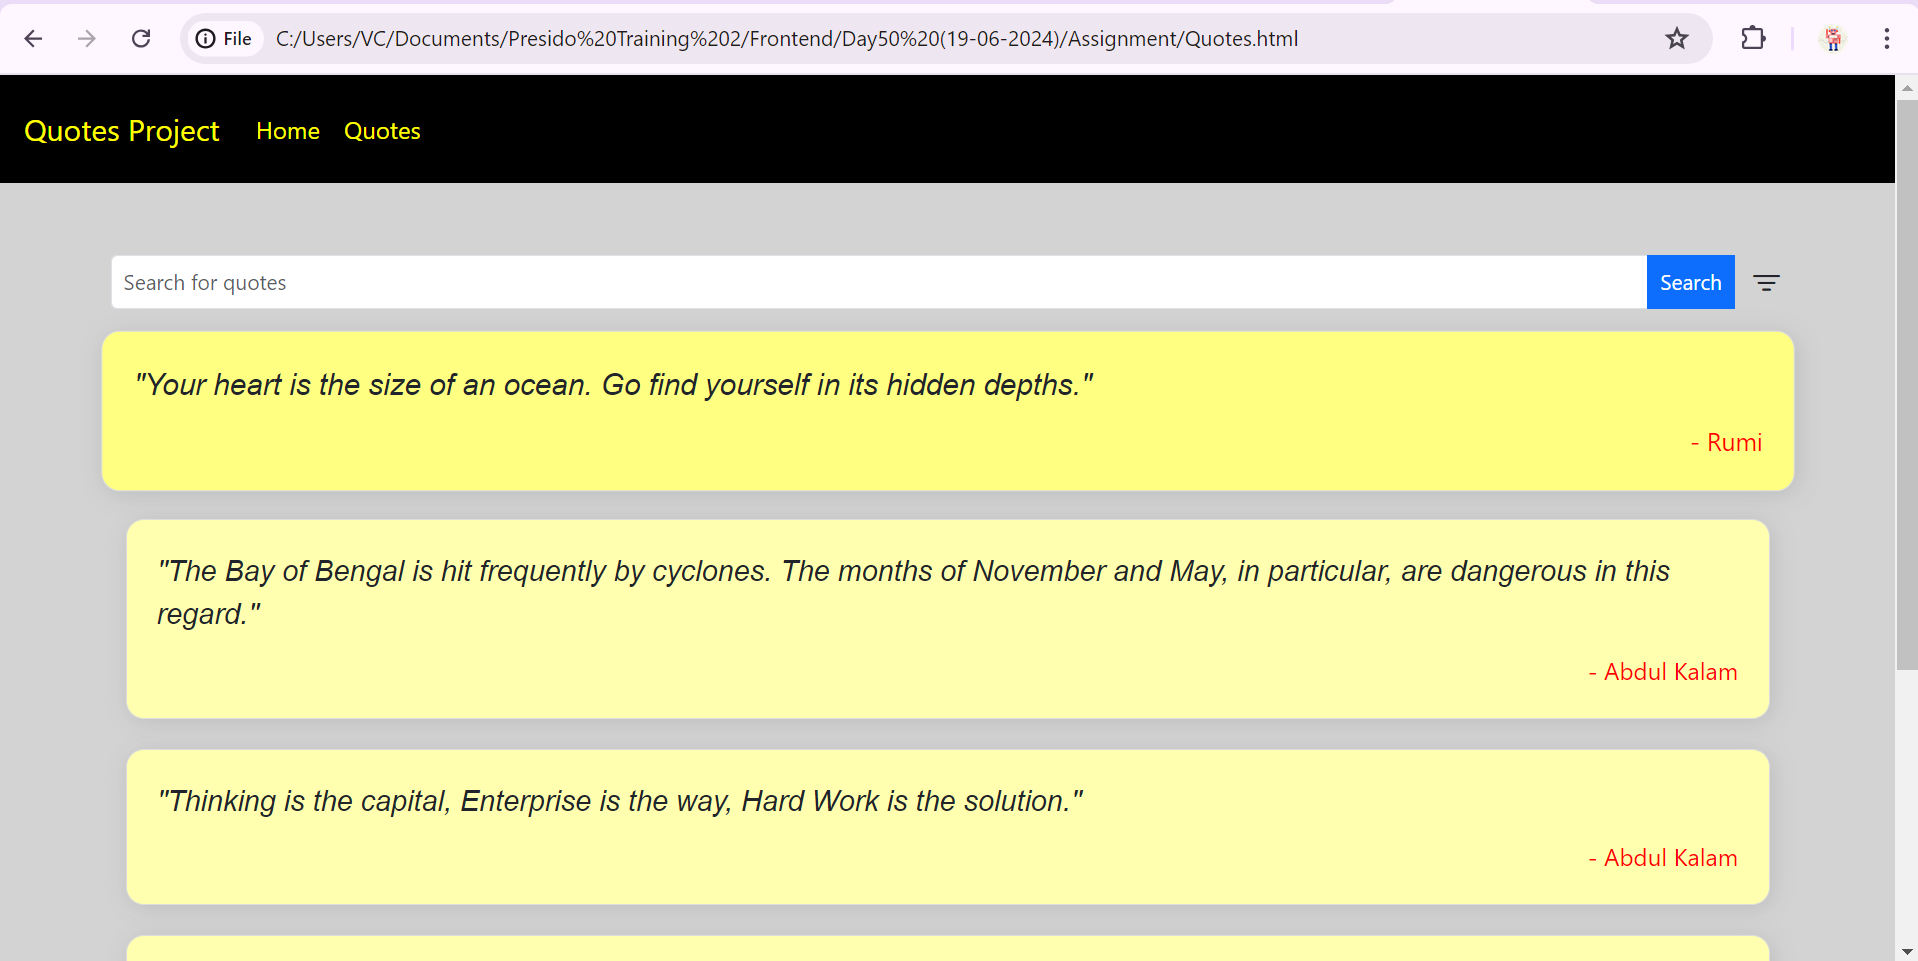 File C:/Users/VC/Documents/Presido%20Training%202/Frontend/Day50%20(19-06-2024)/Assignment/Quotes.html
Quotes Project Home Quotes
Search for quotes Search
"Your heart is the size of an ocean. Go find yourself in its hidden depths."
- Rumi
"The Bay of Bengal is hit frequently by cyclones. The months of November and May, in particular, are dangerous in this
regard."
- Abdul Kalam
"Thinking is the capital, Enterprise is the way, Hard Work is the solution."
- Abdul Kalam